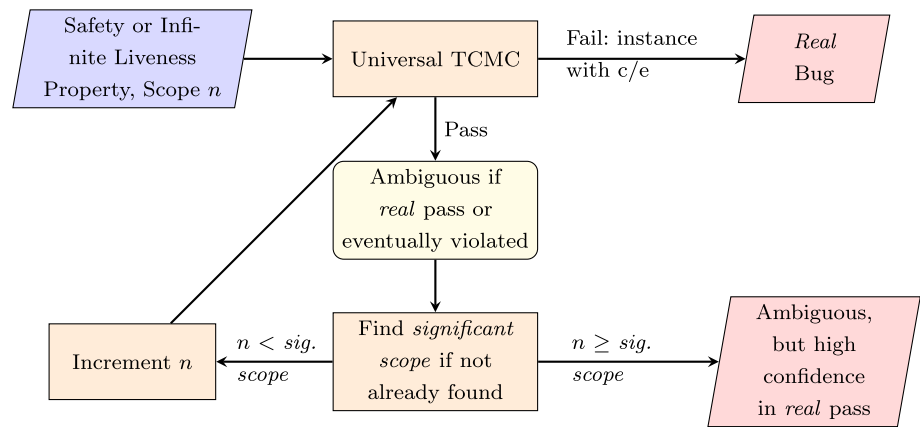 Safety or Infi-
nite Liveness
Property, Scope n
Universal TCMC
Fail: instance
with c/e
Real
Bug
Pass
Ambiguous if
real pass or
eventually violated
Increment n
n < sig.
scope
Find significant
scope if not
already found
n ≥ sig.
scope
Ambiguous,
but high
confidence
in real pass